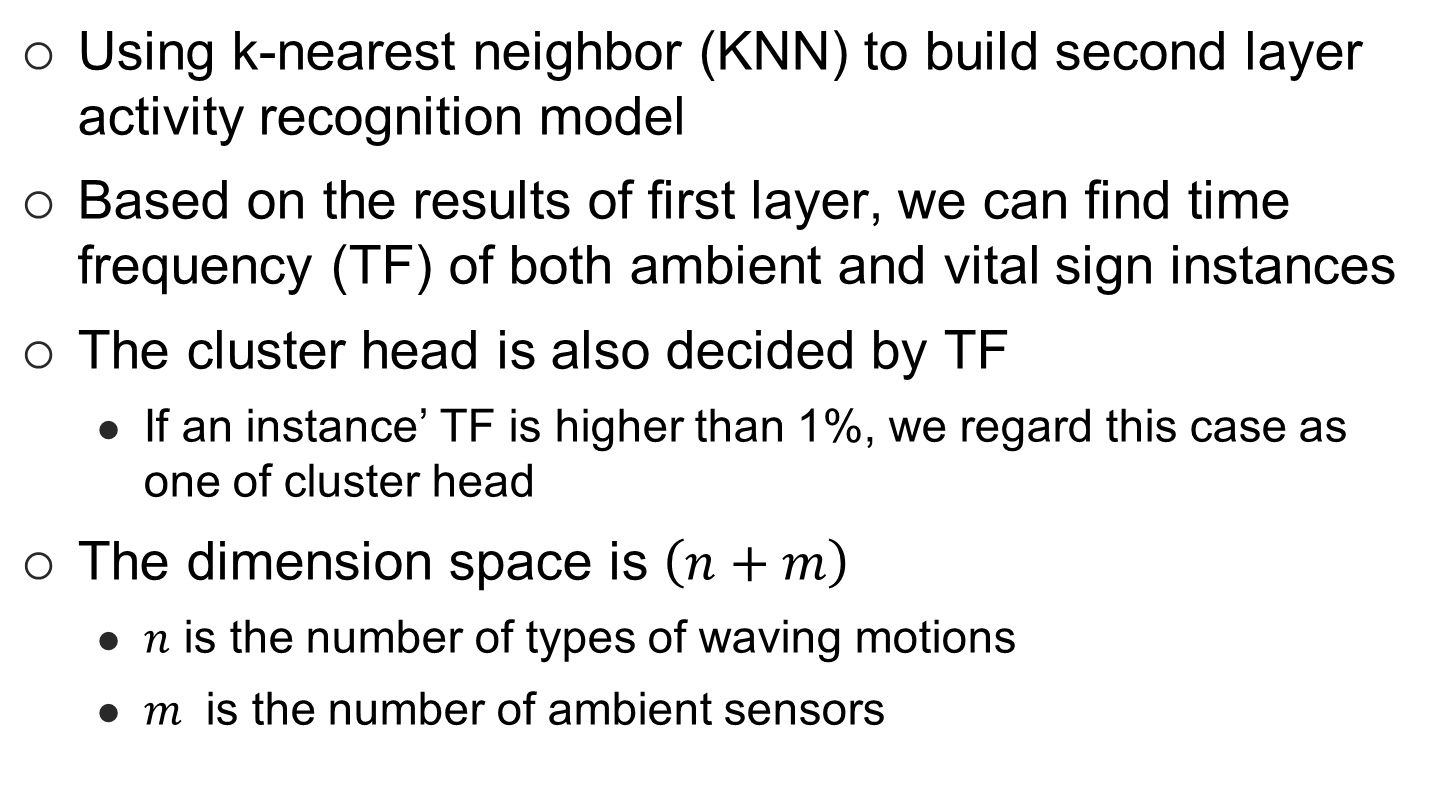 ○ Using k-nearest neighbor (KNN) to build second layer
activity recognition model
○ Based on the results of first layer, we can find time
frequency (TF) of both ambient and vital sign instances
○ The cluster head is also decided by TF
● If an instance’ TF is higher than 1%, we regard this case as
one of cluster head
○ The dimension space is (𝑛 + 𝑚)
● 𝑛 is the number of types of waving motions
● 𝑚 is the number of ambient sensors